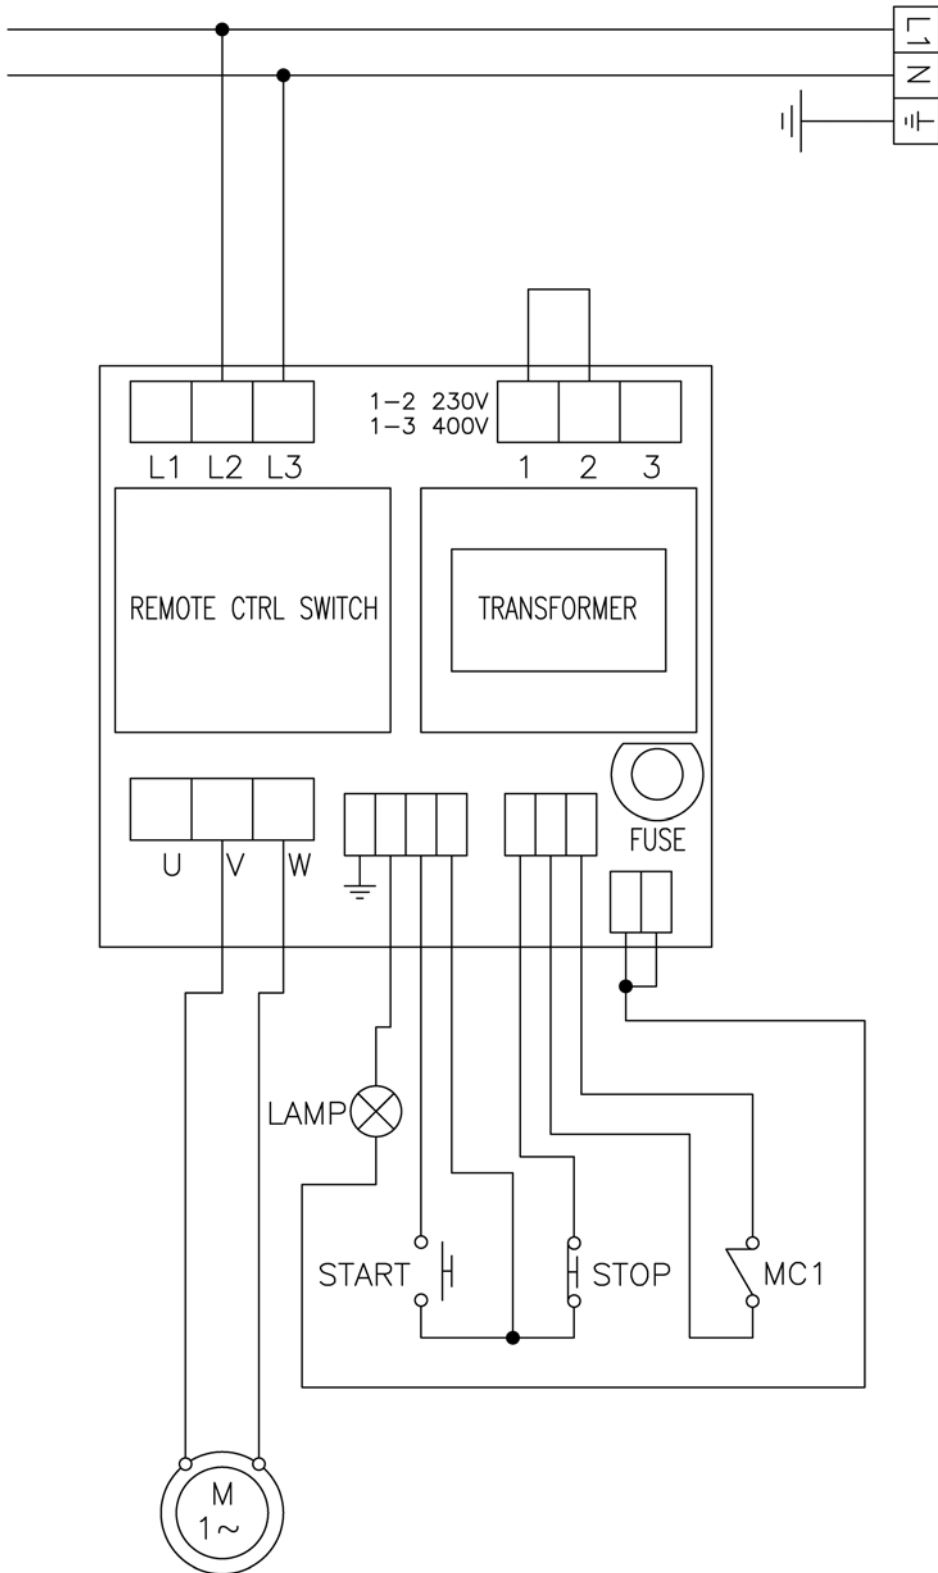 L1
N
1-2 230V
1-3 400V
L1 L2 L3
1 2 3
REMOTE CTRL SWITCH
TRANSFORMER
FUSE
U V W
LAMP
START
STOP
MC1
M
1~